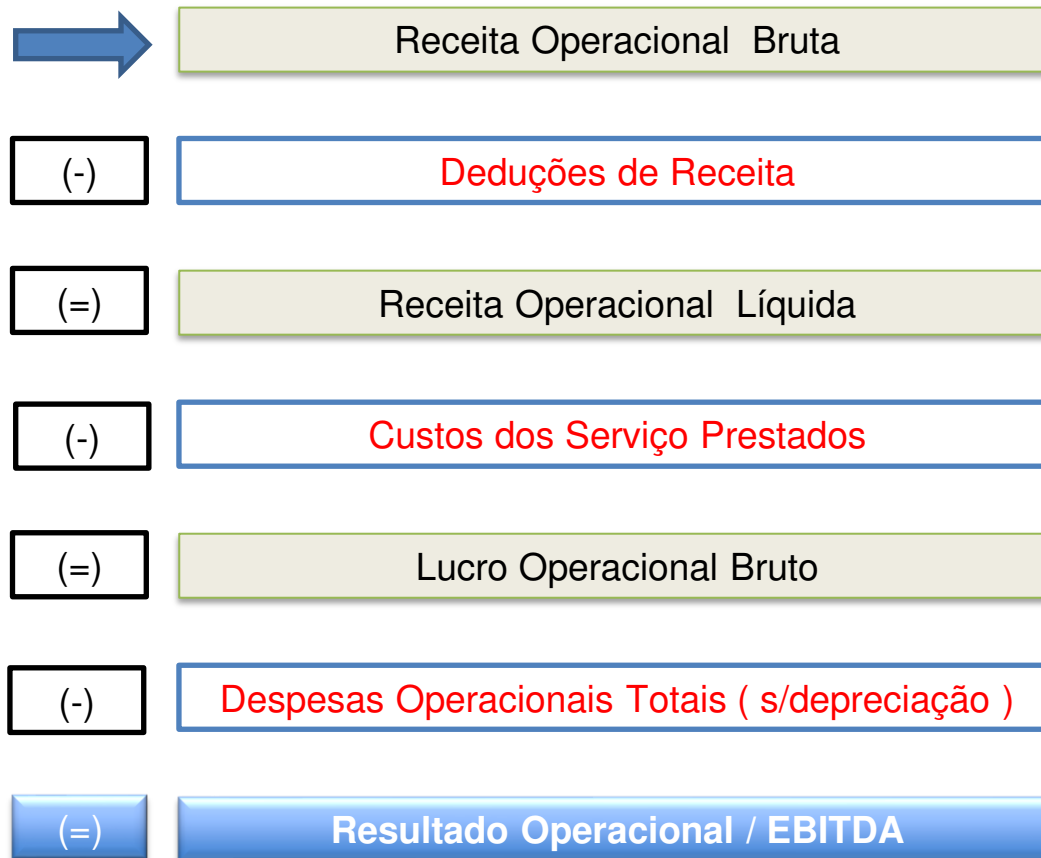 Receita Operacional Bruta
(-) Deduções de Receita
(=) Receita Operacional Líquida
(-) Custos dos Serviço Prestados
(=) Lucro Operacional Bruto
(-) Despesas Operacionais Totais ( s/depreciação )
(=) Resultado Operacional / EBITDA